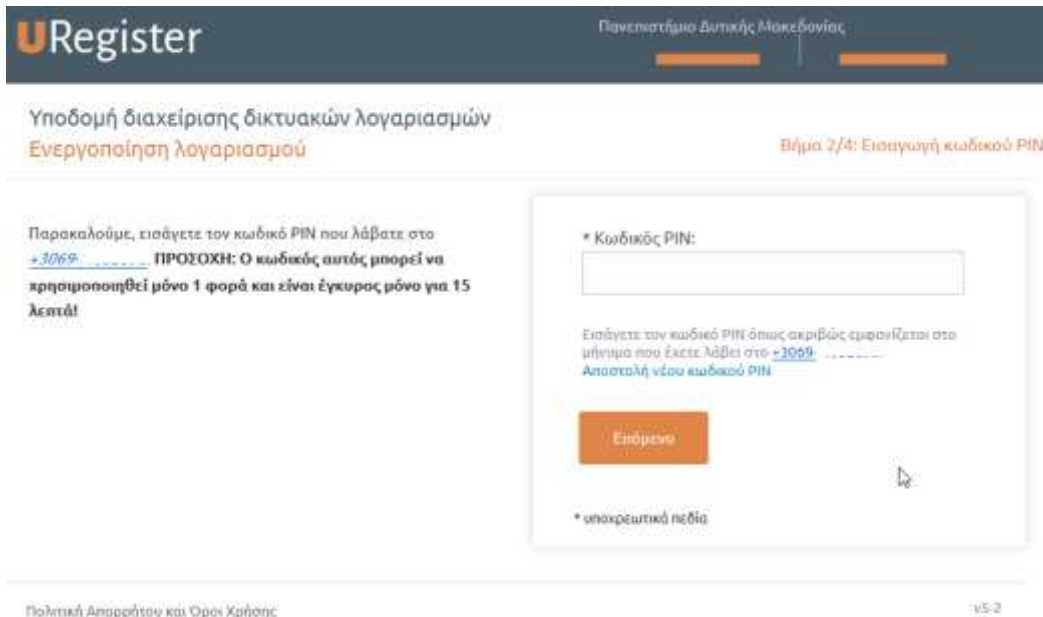 URegister
Πανεπιστήμιο Δυτικής Μακεδονίας
Υποδομή διαχείρισης δικτυακών λογαριασμών
Ενεργοποίηση λογαριασμού
Βήμα 2/4: Εισαγωγή κωδικού PIN
Παρακαλούμε, εισάγετε τον κωδικό PIN που λάβατε στο
+3069 ΠΡΟΣΟΧΗ: Ο κωδικός αυτός μπορεί να
χρησιμοποιηθεί μόνο 1 φορά και είναι έγκυρος μόνο για 15
λεπτά!
* Κωδικός PIN:
Εισάγετε τον κωδικό PIN όπως ακριβώς εμφανίζεται στο
μήνυμα που έχετε λάβει στο +3069
Αποστολή νέου κωδικού PIN
Επόμενο
* υποχρεωτικά πεδία
Πολιτική Απορρήτου και Όροι Χρήσης
v5-2